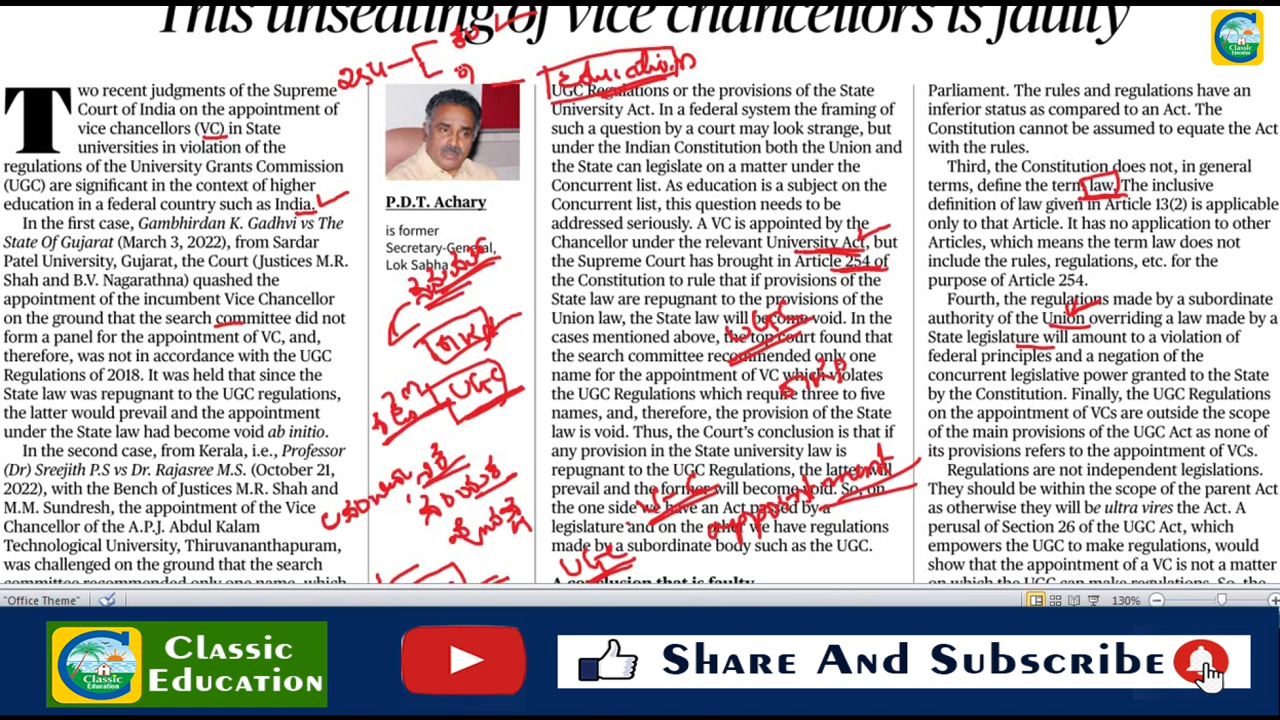 This unseating of vice chancellors is faulty
Classic
Education
254
Education
Two recent judgments of the Supreme
Court of India on the appointment of
vice chancellors (VC) in State
universities in violation of the
regulations of the University Grants Commission
(UGC) are significant in the context of higher
education in a federal country such as India.
In the first case, Gambhirdan K. Gadhvi vs The
State Of Gujarat (March 3, 2022), from Sardar
Patel University, Gujarat, the Court (Justices M.R.
Shah and B.V. Nagarathna) quashed the
appointment of the incumbent Vice Chancellor
on the ground that the search committee did not
form a panel for the appointment of VC, and,
therefore, was not in accordance with the UGC
Regulations of 2018. It was held that since the
State law was repugnant to the UGC regulations,
the latter would prevail and the appointment
under the State law had become void ab initio.
In the second case, from Kerala, i.e., Professor
(Dr) Sreejith P.S vs Dr. Rajasree M.S. (October 21,
2022), with the Bench of Justices M.R. Shah and
M.M. Sundresh, the appointment of the Vice
Chancellor of the A.P.J. Abdul Kalam
Technological University, Thiruvananthapuram,
was challenged on the ground that the search
committee recommended only one name, which
P.D.T. Achary
is former
Secretary-General,
Lok Sabha
UGC
UGC Regulations or the provisions of the State
University Act. In a federal system the framing of
such a question by a court may look strange, but
under the Indian Constitution both the Union and
the State can legislate on a matter under the
Concurrent list. As education is a subject on the
Concurrent list, this question needs to be
addressed seriously. A VC is appointed by the
Chancellor under the relevant University Act, but
the Supreme Court has brought in Article 254 of
the Constitution to rule that if provisions of the
State law are repugnant to the provisions of the
Union law, the State law will become void. In the
cases mentioned above, the top court found that
the search committee recommended only one
name for the appointment of VC which violates
the UGC Regulations which require three to five
names, and, therefore, the provision of the State
law is void. Thus, the Court's conclusion is that if
any provision in the State university law is
repugnant to the UGC Regulations, the latter will
prevail and the former will become void. So, on
the one side we have an Act passed by a
legislature and on the other we have regulations
made by a subordinate body such as the UGC.
A conclusion that is faulty
UGC
UGC
appointment
UGC
Parliament. The rules and regulations have an
inferior status as compared to an Act. The
Constitution cannot be assumed to equate the Act
with the rules.
Third, the Constitution does not, in general
terms, define the term law. The inclusive
definition of law given in Article 13(2) is applicable
only to that Article. It has no application to other
Articles, which means the term law does not
include the rules, regulations, etc. for the
purpose of Article 254.
Fourth, the regulations made by a subordinate
authority of the Union overriding a law made by a
State legislature will amount to a violation of
federal principles and a negation of the
concurrent legislative power granted to the State
by the Constitution. Finally, the UGC Regulations
on the appointment of VCs are outside the scope
of the main provisions of the UGC Act as none of
its provisions refers to the appointment of VCs.
Regulations are not independent legislations.
They should be within the scope of the parent Act
as otherwise they will be ultra vires the Act. A
perusal of Section 26 of the UGC Act, which
empowers the UGC to make regulations, would
show that the appointment of a VC is not a matter
on which the UGC can make regulations. So, the
"Office Theme"
130%
Classic
Education
Classic
Education
Share And Subscribe